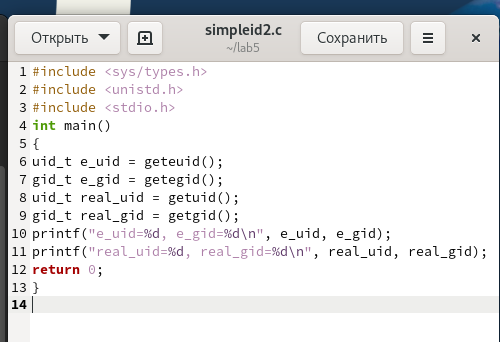 Открыть
simpleid2.c
~/lab5
Сохранить
1 #include <sys/types.h>
2 #include <unistd.h>
3 #include <stdio.h>
4 int main()
5 {
6 uid_t e_uid = geteuid();
7 gid_t e_gid = getegid();
8 uid_t real_uid = getuid();
9 gid_t real_gid = getgid();
10 printf("e_uid=%d, e_gid=%d\n", e_uid, e_gid);
11 printf("real_uid=%d, real_gid=%d\n", real_uid, real_gid);
12 return 0;
13 }
14